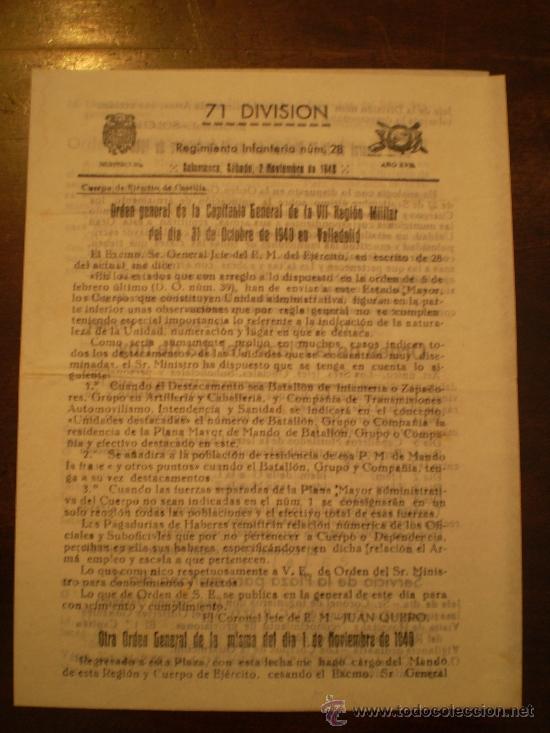 71 DIVISION
Regimiento Infantería núm. 28
Salamanca, Sábado, 2 Noviembre de 1940
Cuerpo de Ejército de Castilla.
Orden general de la Capitanía General de la VII Región Militar
del día 31 de Octubre de 1940 en Valladolid
El Excmo. Sr. General Jefe del E. M. del Ejército, en escrito de 28
del actual, me dice:
«En los estados que con arreglo a lo dispuesto en la orden de 6 de
febrero último (D. O. núm. 39), han de enviar a este Estado Mayor,
los Cuerpos que constituyen Unidad administrativa, figuran en la par-
te inferior unas observaciones que por regla general no se cumplen
teniendo especial importancia lo referente a la indicación de la natura-
leza de la Unidad, numeración y lugar en que se destaca.
Como sería sumamente prolijo en muchos casos indicar to-
dos los destacamentos de las Unidades que se encuentran muy dise-
minadas, el Sr. Ministro ha dispuesto que se tenga en cuenta lo si-
guiente:
1.º Cuando el Destacamento sea Batallón de Infantería o Zapado-
res, Grupo en Artillería y Caballería, y Compañía de Transmisiones
Automovilismo, Intendencia y Sanidad se indicará en el concepto,
«Unidades destacadas» el número de Batallón, Grupo o Compañía la
residencia de la Plana Mayor de Mando de Batallón, Grupo o Compa-
ñía y efectivo destacado en este.
2.º Se añadirá a la población de residencia de esa P. M. de Mando
la frase « y otros puntos» cuando el Batallón, Grupo y Compañía, ten-
ga a su vez destacamentos
3.º Cuando las fuerzas separadas de la Plana Mayor administrati-
va del Cuerpo no sean indicadas en el núm. 1 se consignarán en un
solo renglón todas las poblaciones y el efectivo total de esas fuerzas.
Las Pagadurías de Haberes remitirán relación númerica de los Ofi-
ciales y Suboficiales que por no pertenecer a Cuerpo o Dependencia,
perciban en ella sus haberes, especificándose en dicha relación el Ar-
ma empleo y escala a que pertenecen.
Lo que comunico respetuosamente a V. E. de Orden del Sr. Minis-
tro para conocimiento y efectos
Lo que de Orden de S. E. se publica en la general de este día para
conocimiento y cumplimiento.
El Coronel Jefe de E. M.—JUAN QUERO.
Otra Orden General de la misma del día 1 de Noviembre de 1940
Regresado a esta Plaza, con esta fecha me hago cargo del Mando
de esta Región y Cuerpo de Ejército, cesando el Excmo. Sr General
todocoleccion.net